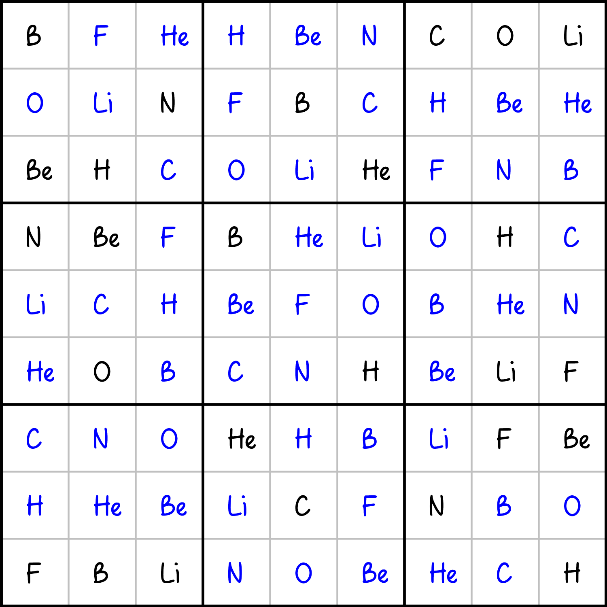 B F He H Be N C O Li
O Li N F B C H Be He
Be H C O Li He F N B
N Be F B He Li O H C
Li C H Be F O B He N
He O B C N H Be Li F
C N O He H B Li F Be
H He Be Li C F N B O
F B Li N O Be He C H